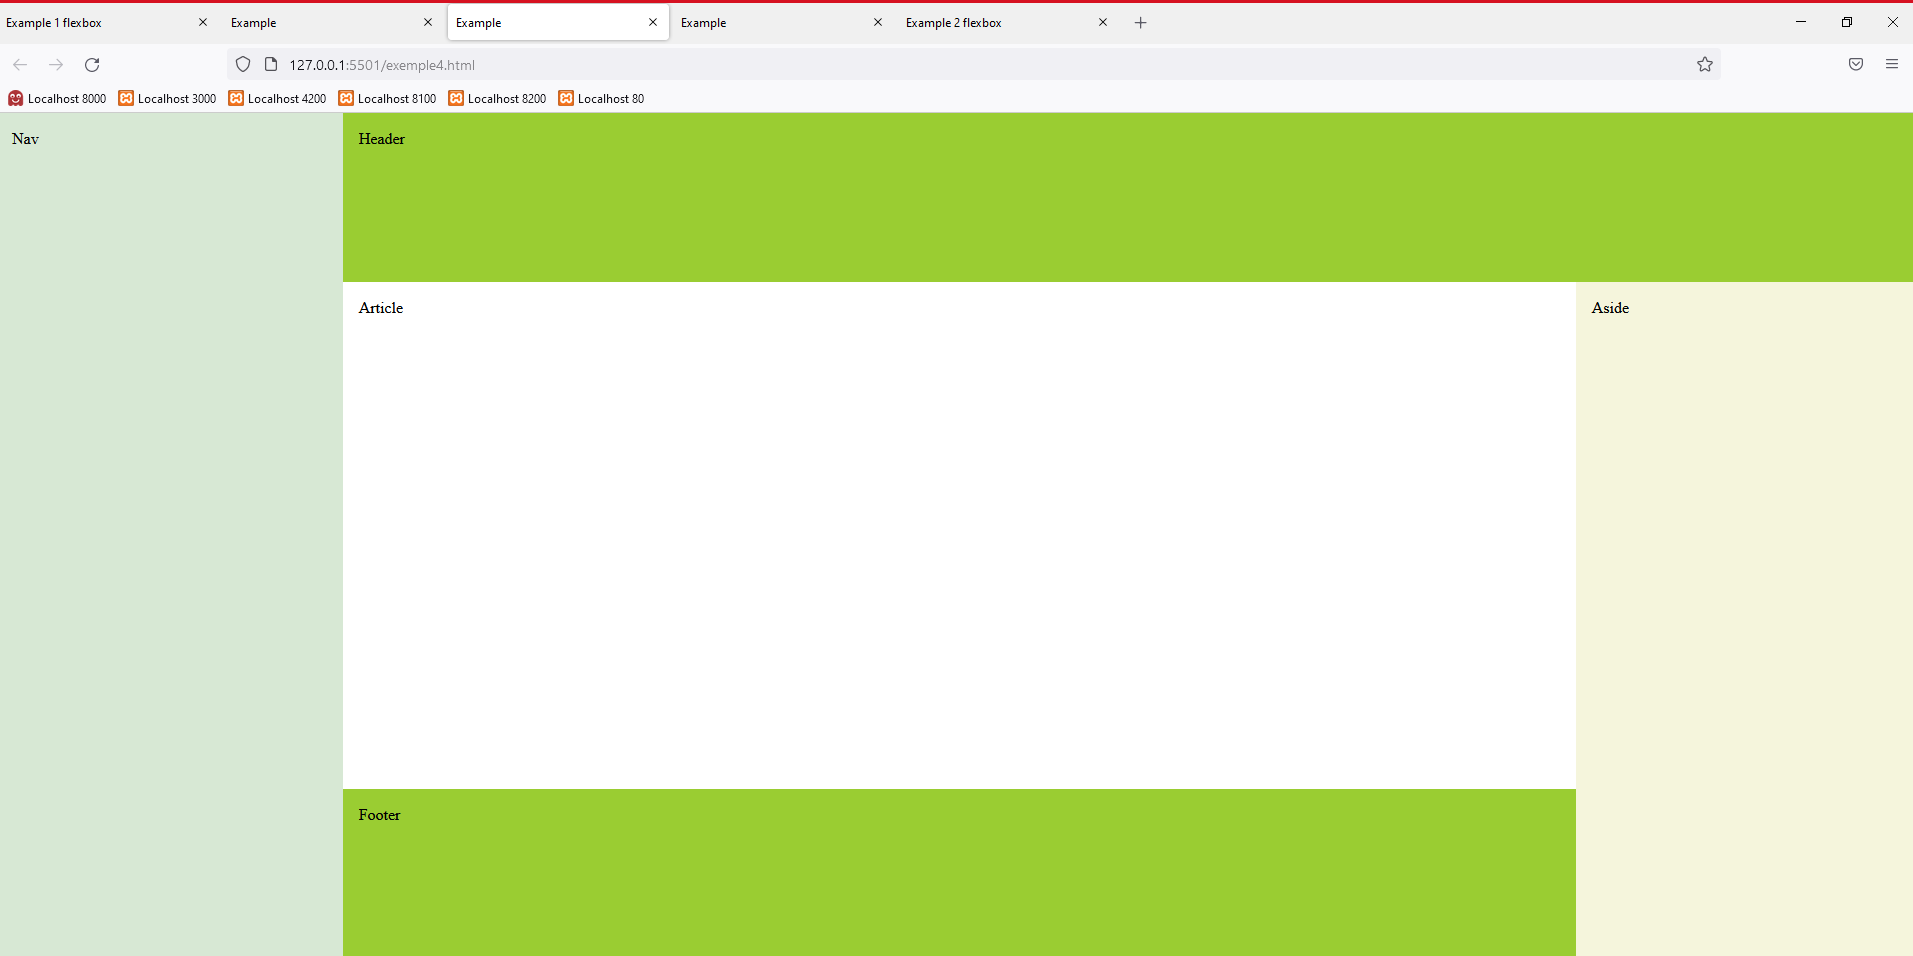 Example 1 flexbox
Example
Example
Example
Example 2 flexbox
127.0.0.1:5501/exemple4.html
Localhost 8000
Localhost 3000
Localhost 4200
Localhost 8100
Localhost 8200
Localhost 80
Nav
Header
Article
Aside
Footer